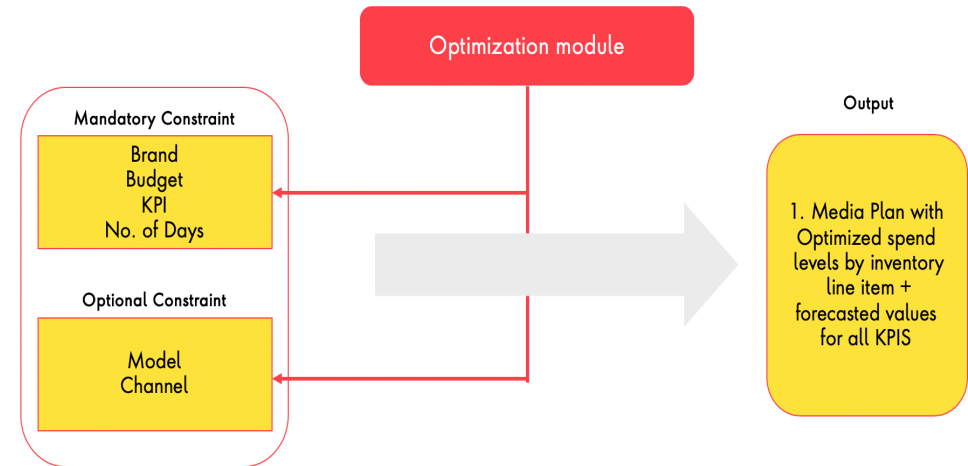 Optimization module
Mandatory Constraint
Brand
Budget
KPI
No. of Days
Optional Constraint
Model
Channel
Output
1. Media Plan with
Optimized spend
levels by inventory
line item +
forecasted values
for all KPIS